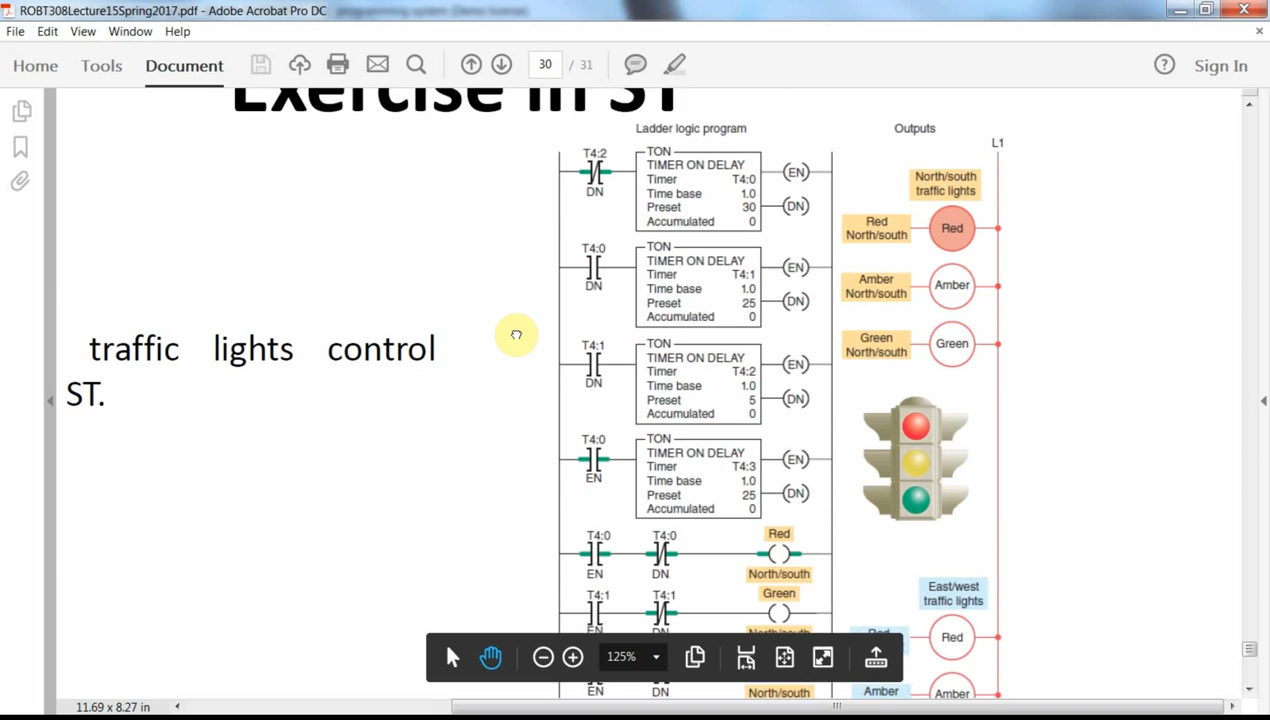 ROBT308Lecture15Spring2017.pdf - Adobe Acrobat Pro DC
File Edit View Window Help
Home Tools Document 30 / 31 Sign In
Exercise in ST
traffic lights control
ST.
Ladder logic program
Outputs
L1
T4:2
DN
TON
TIMER ON DELAY
Timer T4:0
Time base 1.0
Preset 30
Accumulated 0
EN
DN
T4:0
DN
TON
TIMER ON DELAY
Timer T4:1
Time base 1.0
Preset 25
Accumulated 0
EN
DN
T4:1
DN
TON
TIMER ON DELAY
Timer T4:2
Time base 1.0
Preset 5
Accumulated 0
EN
DN
T4:0
EN
TON
TIMER ON DELAY
Timer T4:3
Time base 1.0
Preset 25
Accumulated 0
EN
DN
T4:0 T4:0 Red
EN DN North/south
T4:1 T4:1 Green
EN DN North/south
EN DN North/south
North/south
traffic lights
Red
North/south
Red
Amber
North/south
Amber
Green
North/south
Green
East/west
traffic lights
Red
Red
Amber
Amber
125%
11.69 x 8.27 in